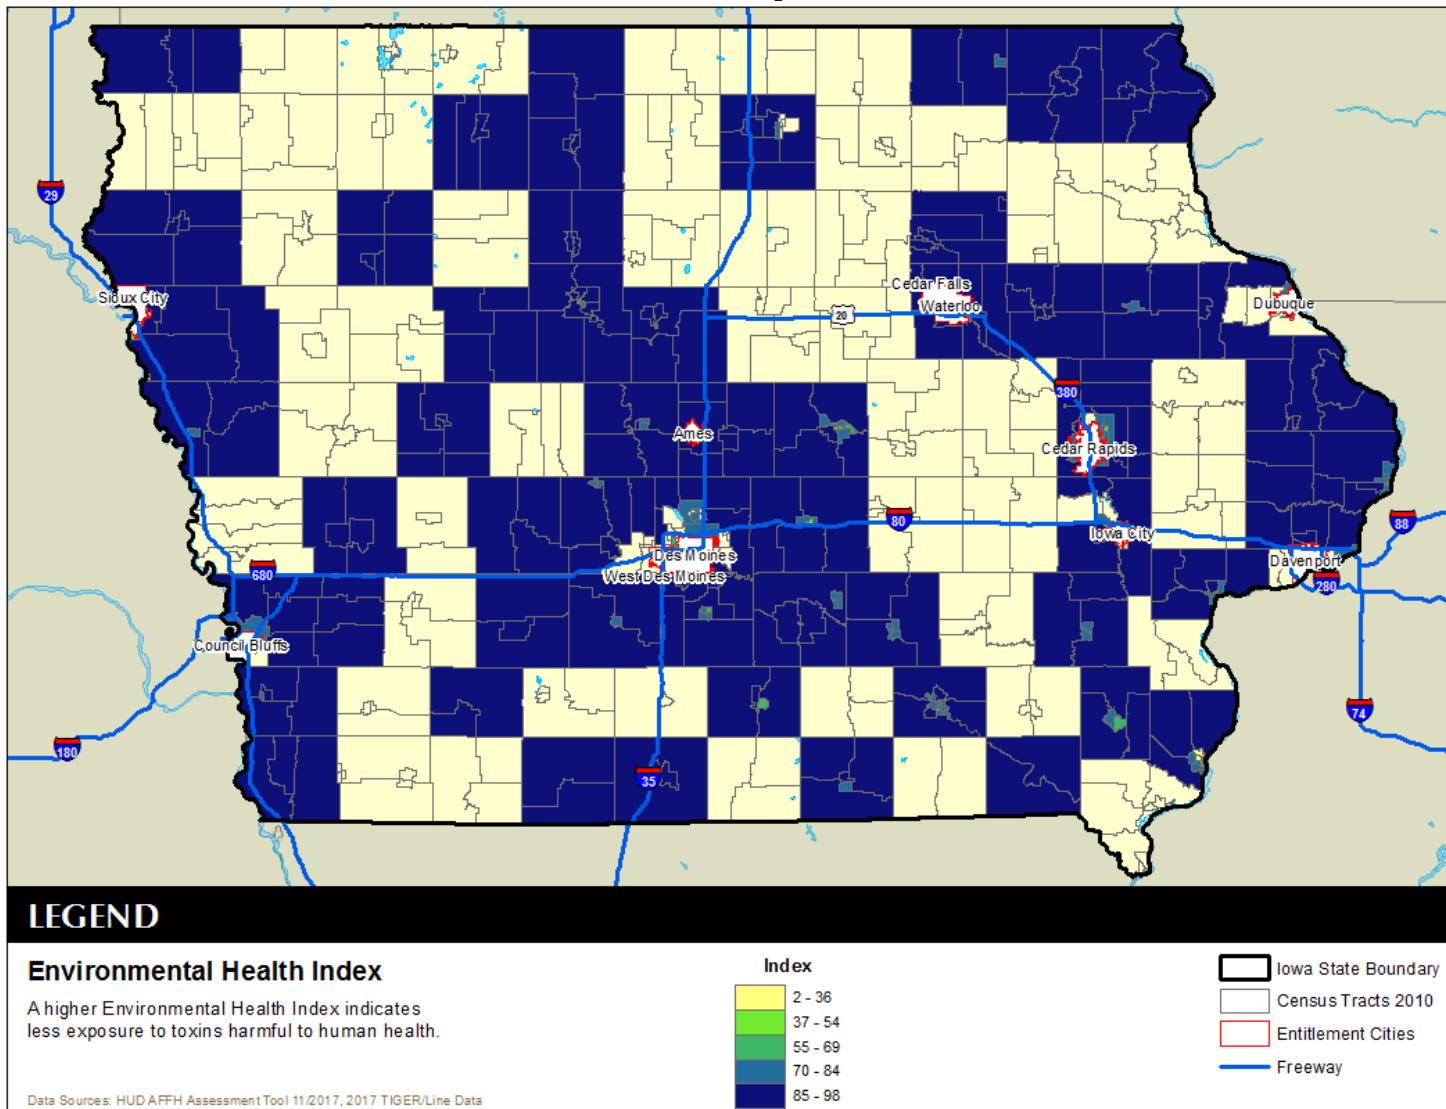 29
Sioux City
Cedar Falls
Waterloo
20
Dubuque
380
Ames
Cedar Rapids
80
88
Iowa City
Des Moines
West Des Moines
Davenport
680
280
Council Bluffs
180
35
74
LEGEND
Environmental Health Index
A higher Environmental Health Index indicates
less exposure to toxins harmful to human health.
Data Sources: HUD AFFH Assessment Tool 11/2017, 2017 TIGER/Line Data
Index
2 - 36
37 - 54
55 - 69
70 - 84
85 - 98
Iowa State Boundary
Census Tracts 2010
Entitlement Cities
Freeway